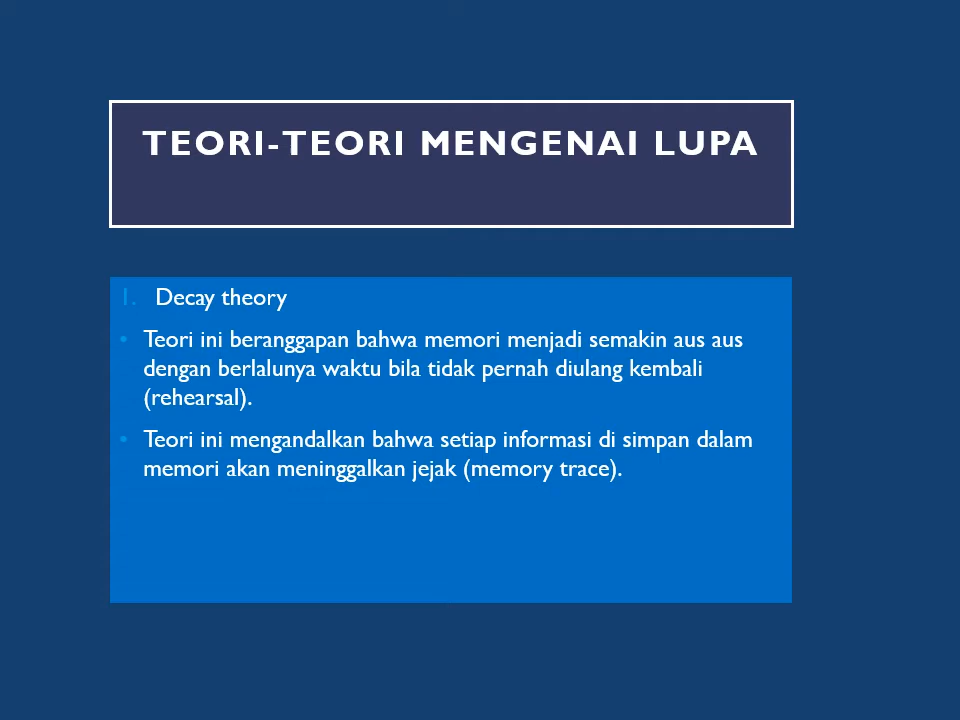 TEORI-TEORI MENGENAI LUPA
1. Decay theory
• Teori ini beranggapan bahwa memori menjadi semakin aus aus
dengan berlalunya waktu bila tidak pernah diulang kembali
(rehearsal).
• Teori ini mengandalkan bahwa setiap informasi di simpan dalam
memori akan meninggalkan jejak (memory trace).